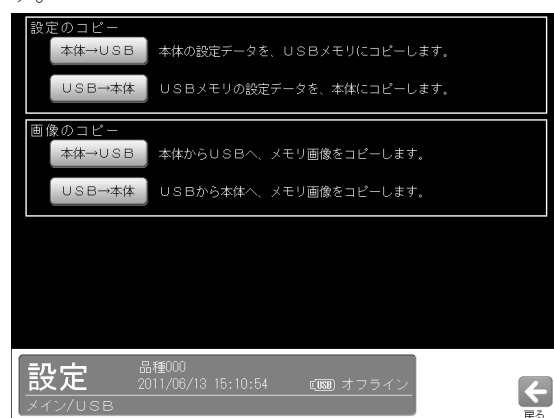 す。
設定のコピー
本体→USB 本体の設定データを、USBメモリにコピーします。
USB→本体 USBメモリの設定データを、本体にコピーします。
画像のコピー
本体→USB 本体からUSBへ、メモリ画像をコピーします。
USB→本体 USBから本体へ、メモリ画像をコピーします。
設定
品種000
2011/06/13 15:10:54 USB オフライン
メイン/USB
戻る